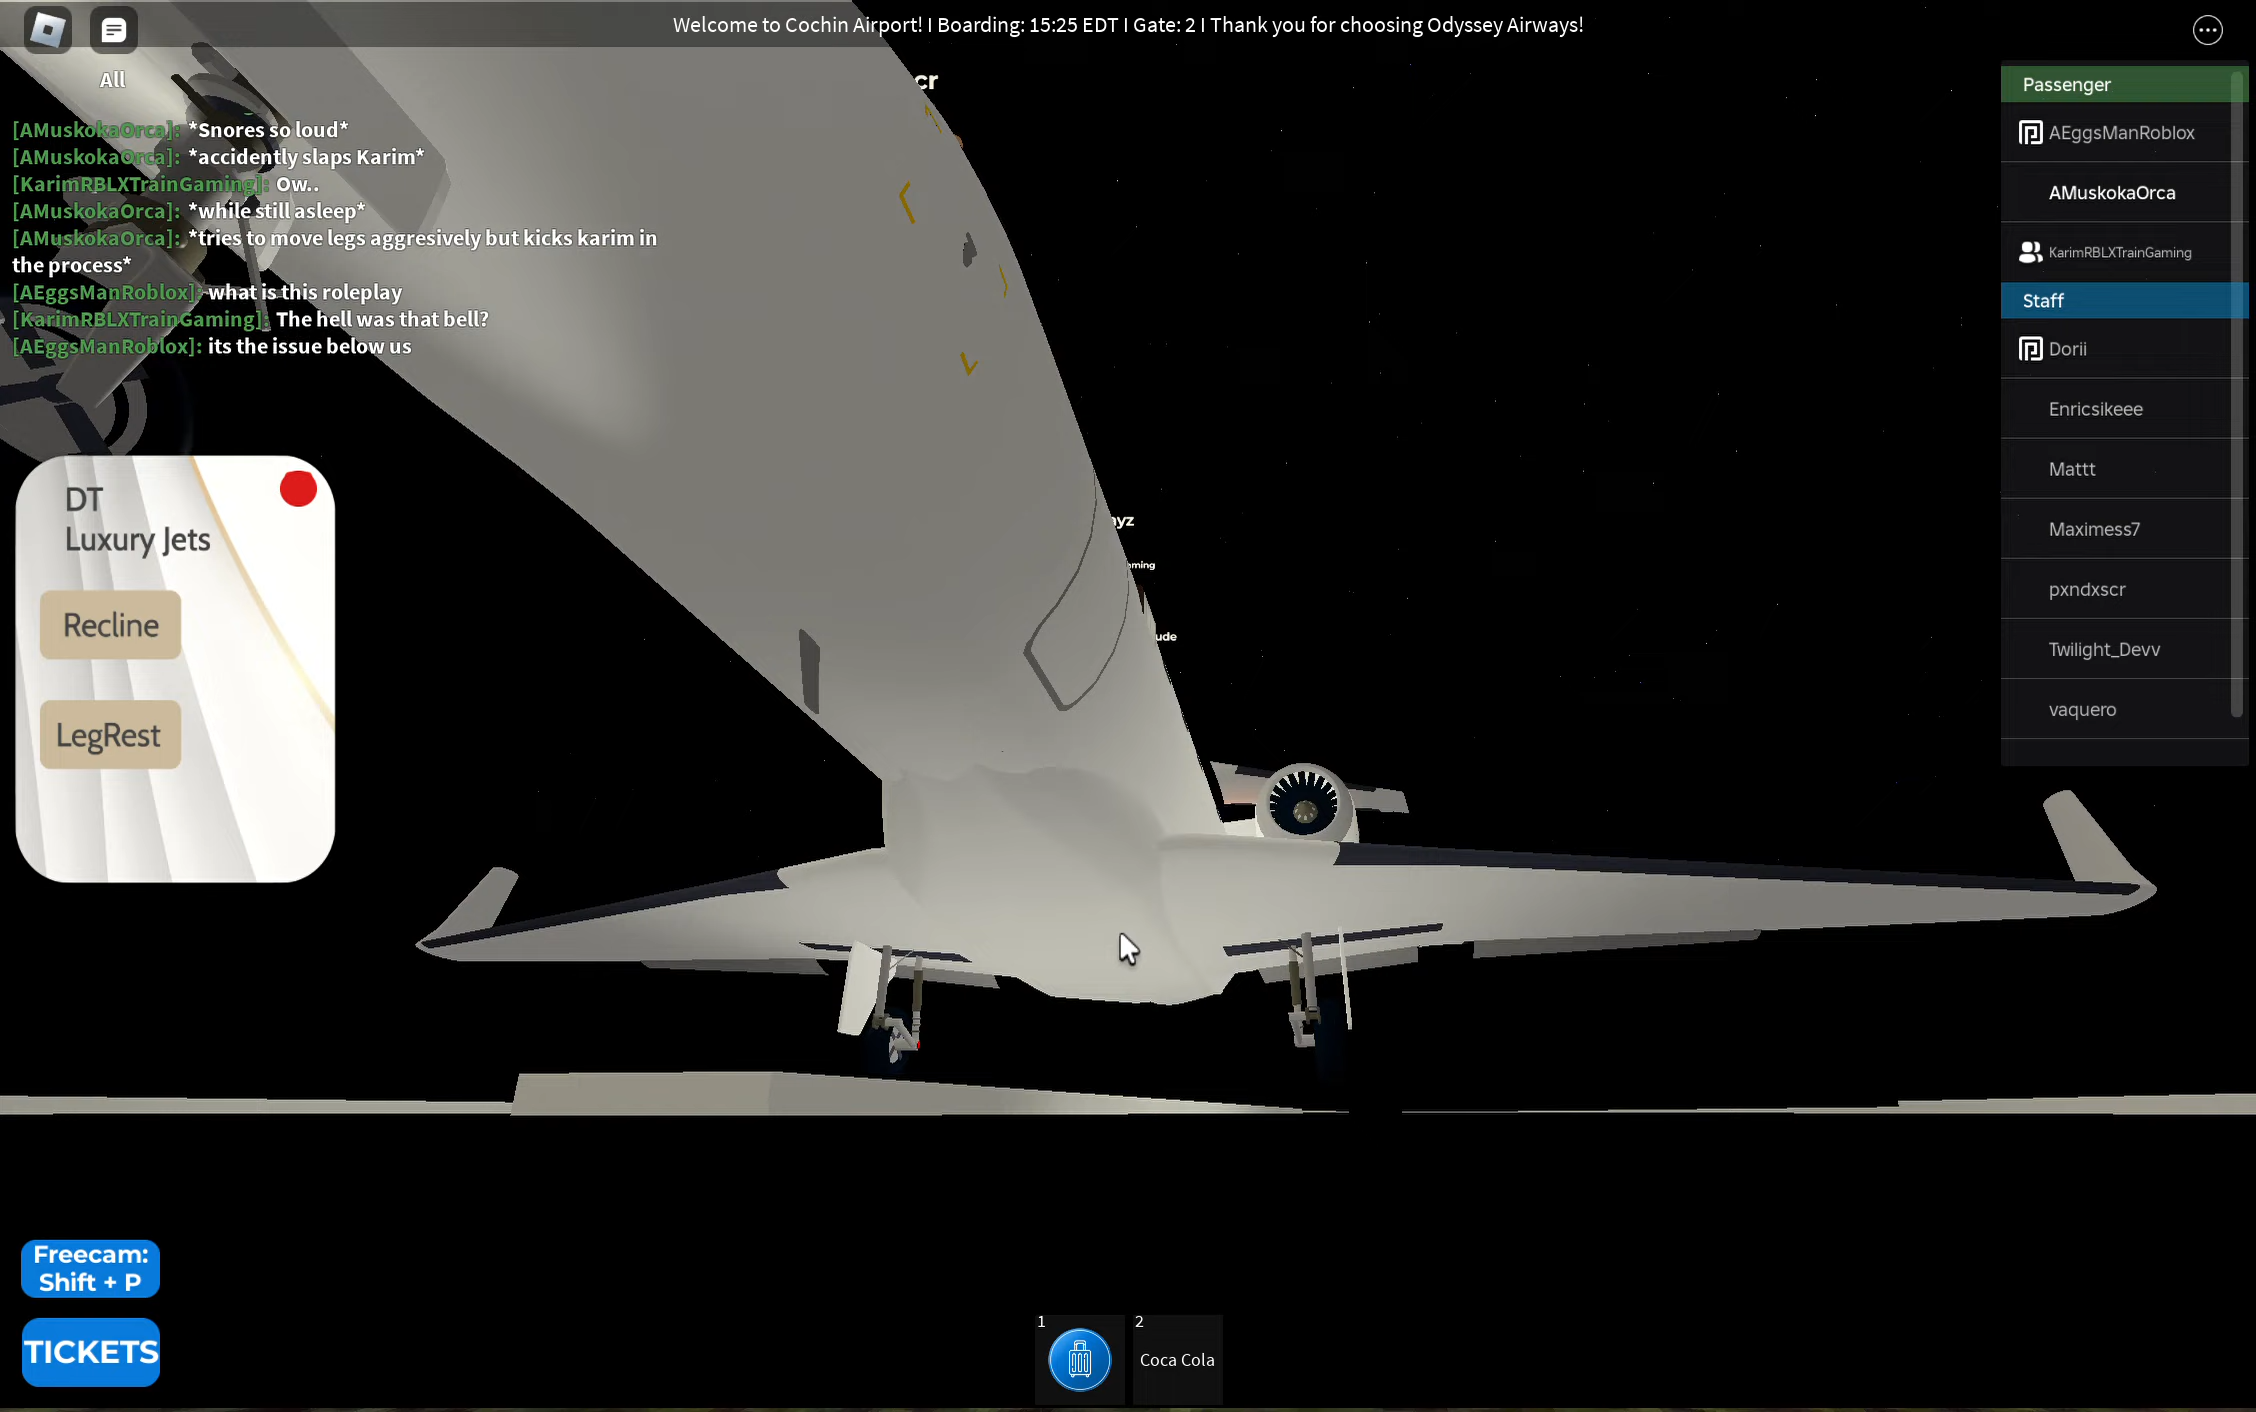 Welcome to Cochin Airport! I Boarding: 15:25 EDT I Gate: 2 I Thank you for choosing Odyssey Airways!
All
cr
[AMuskokaOrca]: *Snores so loud*
[AMuskokaOrca]: *accidently slaps Karim*
[KarimRBLXTrainGaming]: Ow..
[AMuskokaOrca]: *while still asleep*
[AMuskokaOrca]: *tries to move legs aggresively but kicks karim in
the process*
[AEggsManRoblox]: what is this roleplay
[KarimRBLXTrainGaming]: The hell was that bell?
[AEggsManRoblox]: its the issue below us
Passenger
AEggsManRoblox
AMuskokaOrca
KarimRBLXTrainGaming
Staff
Dorii
Enricsikeee
Mattt
Maximess7
pxndxscr
Twilight_Devv
vaquero
DT
Luxury Jets
Recline
LegRest
yz
ming
ude
Freecam:
Shift + P
TICKETS
1
2
Coca Cola